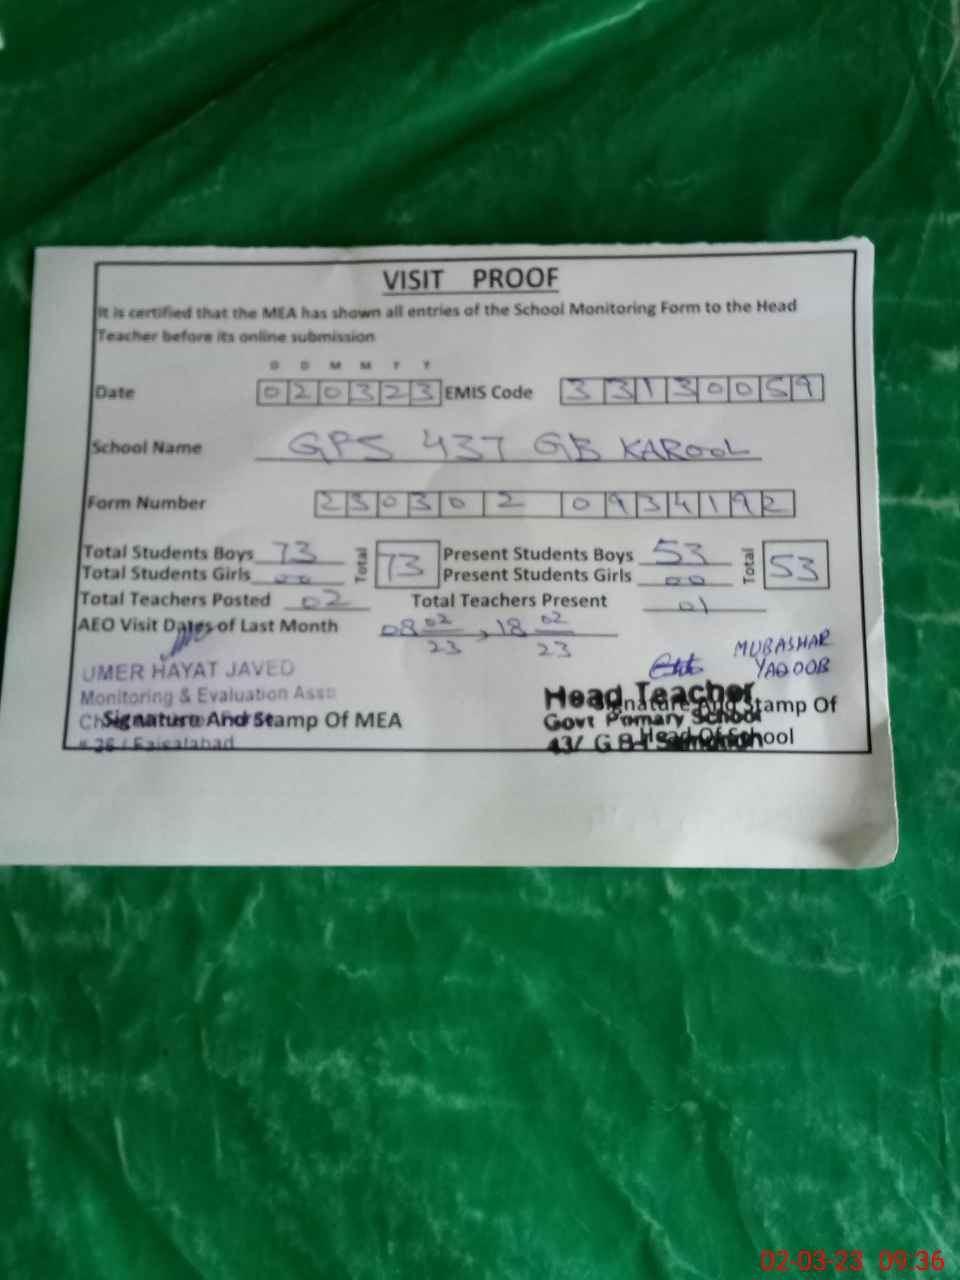 VISIT PROOF
It is certified that the MEA has shown all entries of the School Monitoring Form to the Head
Teacher before its online submission
D D M M Y Y
Date 020323 EMIS Code 33130059
School Name GPS 437 GB KAROOL
Form Number 230302 0934192
Total Students Boys 73 Total 73 Present Students Boys 53 Total 53
Total Students Girls 00 Present Students Girls 00
Total Teachers Posted 02 Total Teachers Present 01
AEO Visit Dates of Last Month 08 02/23, 18 02/23
MUBASHAR
YAQOOB
UMER HAYAT JAVED
Monitoring & Evaluation Asst
Signature And Stamp Of MEA
Faisalabad
Head Teacher
Signature And Stamp Of
Govt Primary School
Head Of School
02-03-23 09:36